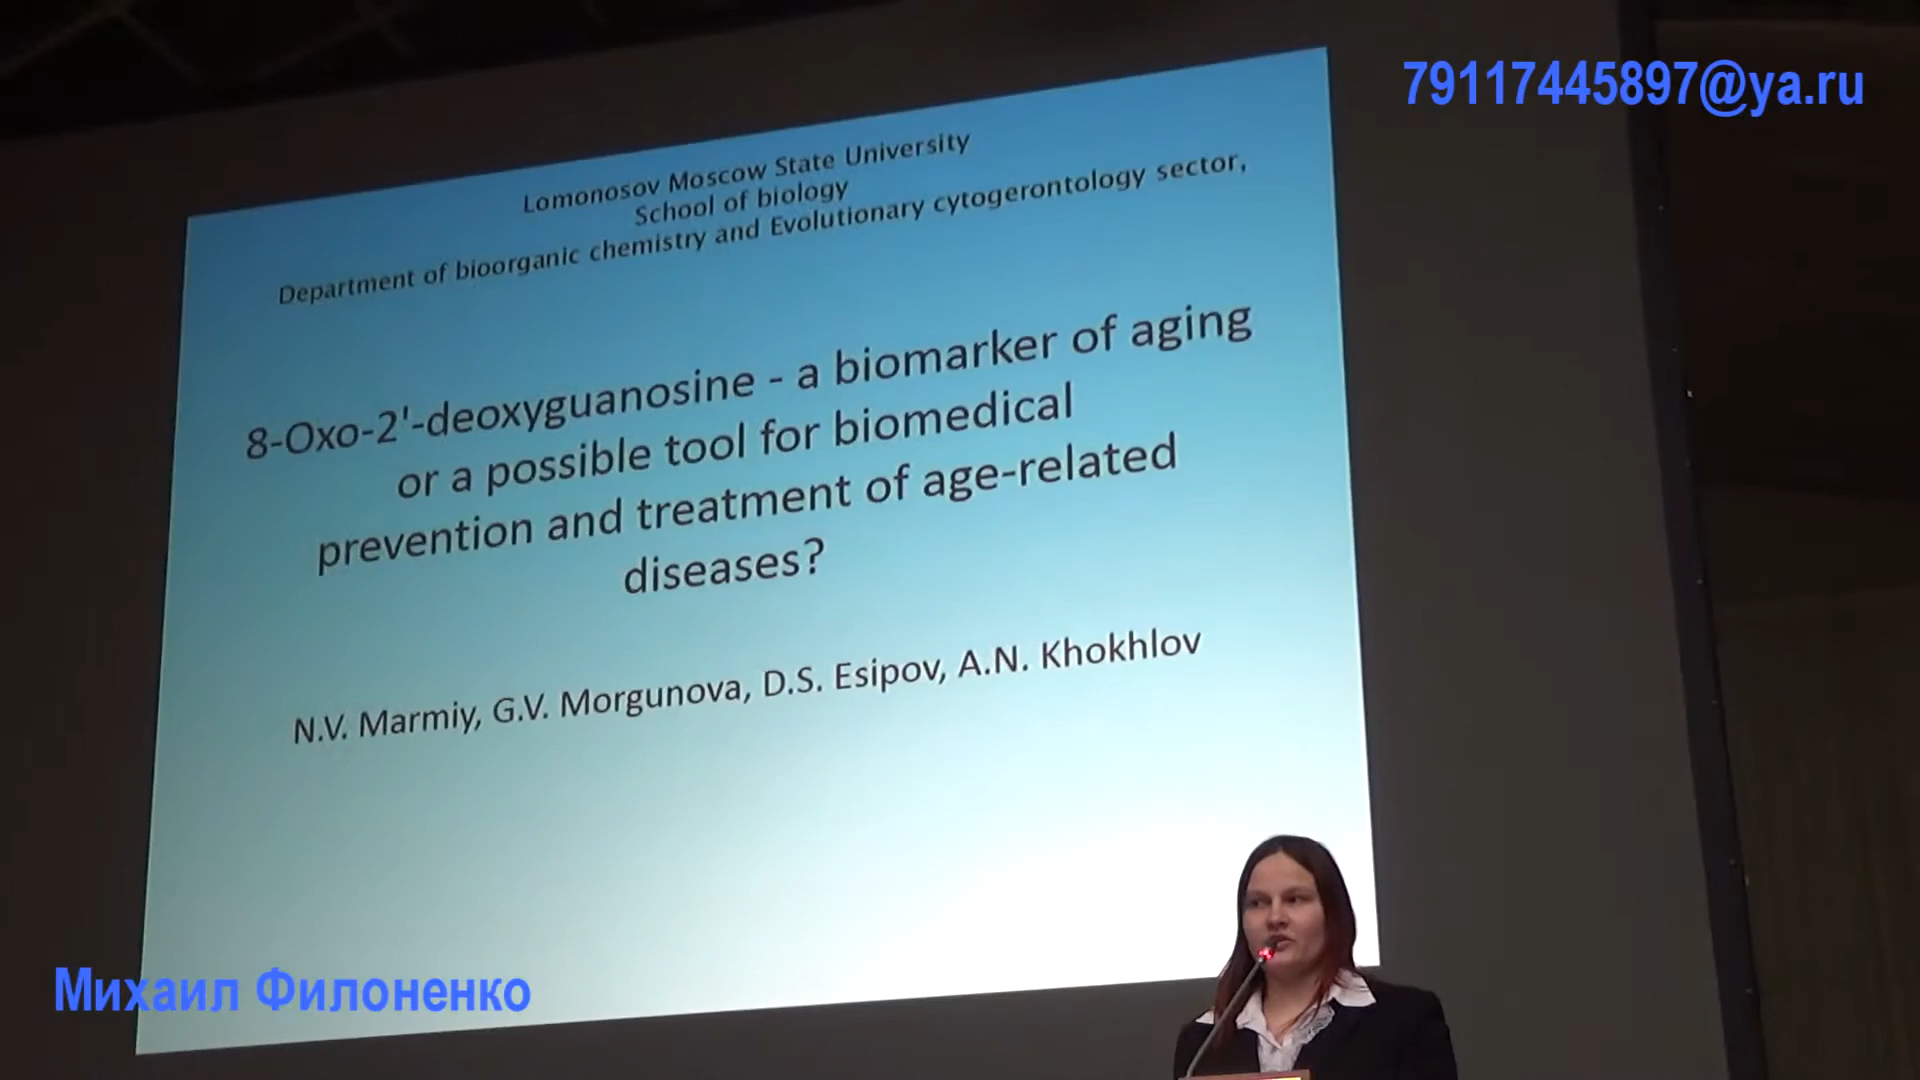 79117445897@ya.ru
Lomonosov Moscow State University
School of biology
Department of bioorganic chemistry and Evolutionary cytogerontology sector,
8-Oxo-2'-deoxyguanosine - a biomarker of aging
or a possible tool for biomedical
prevention and treatment of age-related
diseases?
N.V. Marmiy, G.V. Morgunova, D.S. Esipov, A.N. Khokhlov
Михаил Филоненко